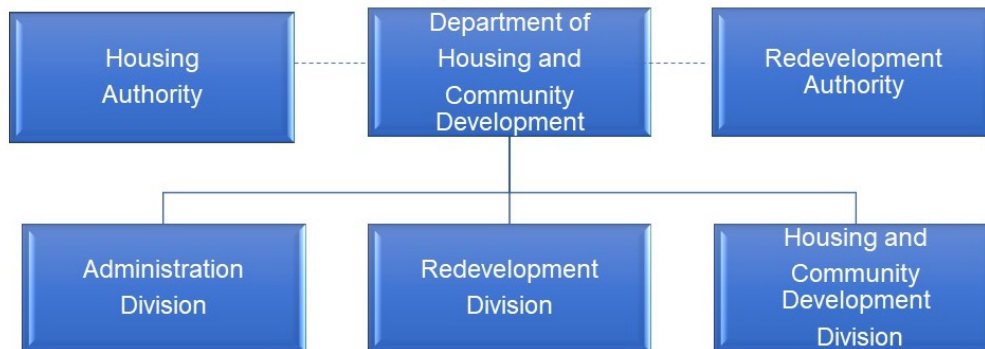 Housing
Authority
Department of
Housing and
Community
Development
Redevelopment
Authority
Administration
Division
Redevelopment
Division
Housing and
Community
Development
Division